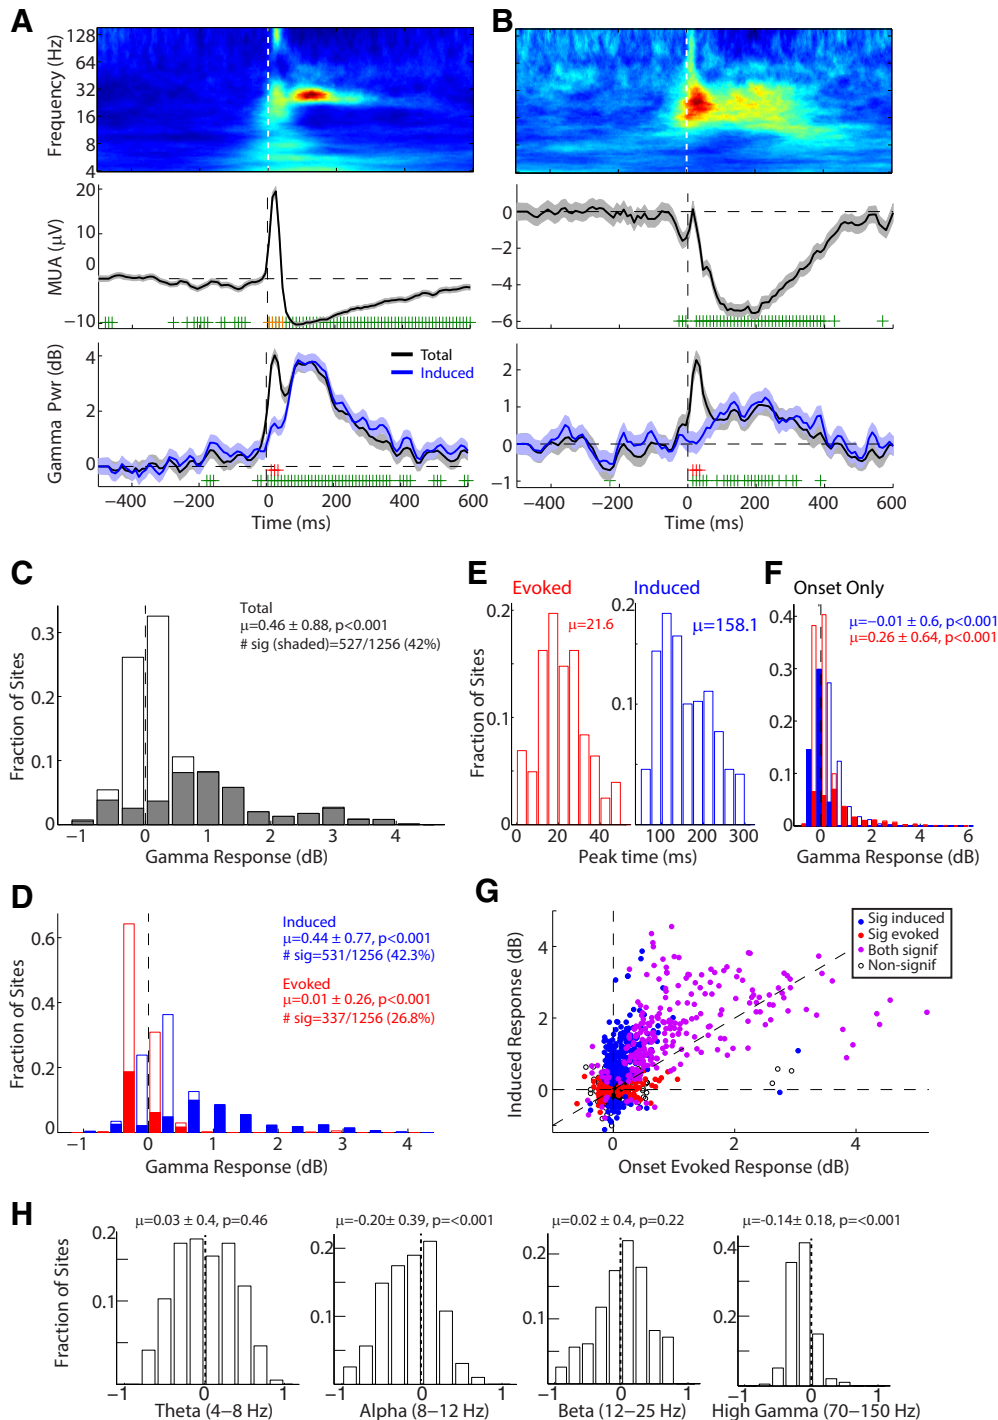 A
B
Frequency (Hz)
128
64
32
16
8
4
MUA (μV)
20
10
0
−10
0
−2
−4
−6
−400 −200 0 200 400 600
Gamma Pwr (dB)
4
2
0
Total
Induced
2
1
0
−1
−400 −200 0 200 400 600
Time (ms)
−400 −200 0 200 400 600
Time (ms)
C
Total
μ=0.46 ± 0.88, p<0.001
# sig (shaded)=527/1256 (42%)
Fraction of Sites
0.3
0.2
0.1
0
−1 0 1 2 3 4
Gamma Response (dB)
E
Evoked
μ=21.6
Induced
μ=158.1
Fraction of Sites
0.2
0.1
0
0 20 40
0.2
0.1
0
100 200 300
Peak time (ms)
F
Onset Only
μ=−0.01 ± 0.6, p<0.001
μ=0.26 ± 0.64, p<0.001
0.4
0.3
0.2
0.1
0
0 2 4 6
Gamma Response (dB)
D
Induced
μ=0.44 ± 0.77, p<0.001
# sig=531/1256 (42.3%)
Evoked
μ=0.01 ± 0.26, p<0.001
# sig=337/1256 (26.8%)
Fraction of Sites
0.6
0.4
0.2
0
−1 0 1 2 3 4
Gamma Response (dB)
G
Sig induced
Sig evoked
Both signif
Non-signif
Induced Response (dB)
4
2
0
0 2 4
Onset Evoked Response (dB)
H
Fraction of Sites
μ=0.03 ± 0.4, p=0.46
0.1
−1 0 1
Theta (4−8 Hz)
μ=-0.20± 0.39, p=<0.001
0.2
0.1
−1 0 1
Alpha (8−12 Hz)
μ=0.02 ± 0.4, p=0.22
0.2
0.1
−1 0 1
Beta (12−25 Hz)
μ=-0.14± 0.18, p=<0.001
0.4
0.2
−1 0 1
High Gamma (70−150 Hz)